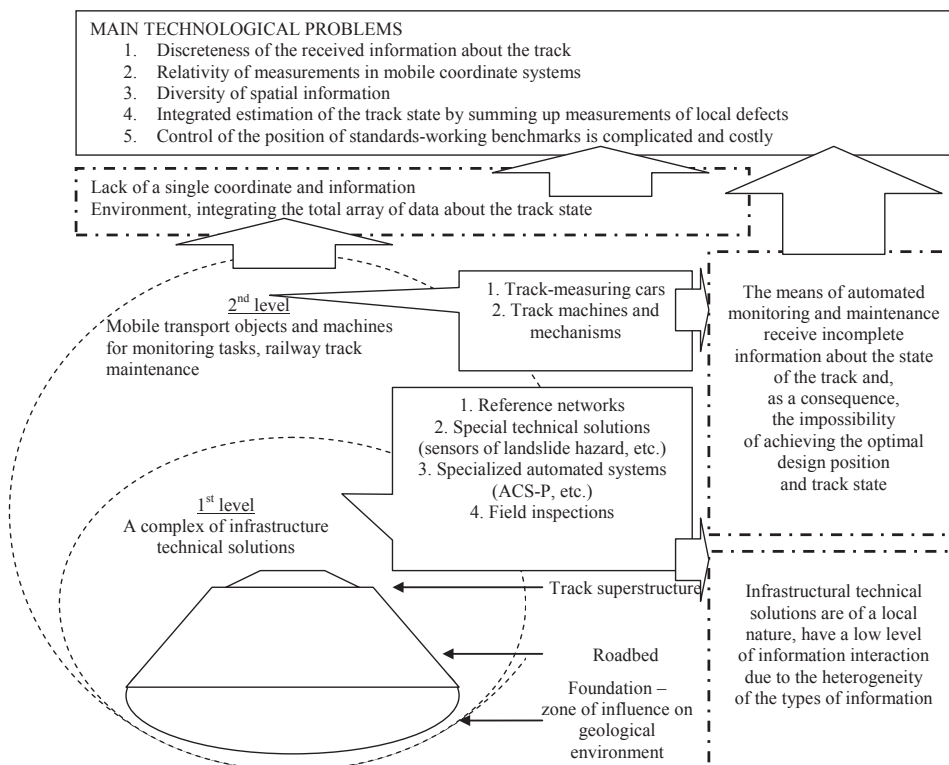 MAIN TECHNOLOGICAL PROBLEMS
1. Discreteness of the received information about the track
2. Relativity of measurements in mobile coordinate systems
3. Diversity of spatial information
4. Integrated estimation of the track state by summing up measurements of local defects
5. Control of the position of standards-working benchmarks is complicated and costly
Lack of a single coordinate and information
Environment, integrating the total array of data about the track state
2nd level
Mobile transport objects and machines
for monitoring tasks, railway track
maintenance
1. Track-measuring cars
2. Track machines and
mechanisms
The means of automated
monitoring and maintenance
receive incomplete
information about the state
of the track and,
as a consequence,
the impossibility
of achieving the optimal
design position
and track state
1. Reference networks
2. Special technical solutions
(sensors of landslide hazard, etc.)
3. Specialized automated systems
(ACS-P, etc.)
4. Field inspections
1st level
A complex of infrastructure
technical solutions
Track superstructure
Roadbed
Foundation –
zone of influence on
geological
environment
Infrastructural technical
solutions are of a local
nature, have a low level
of information interaction
due to the heterogeneity
of the types of information